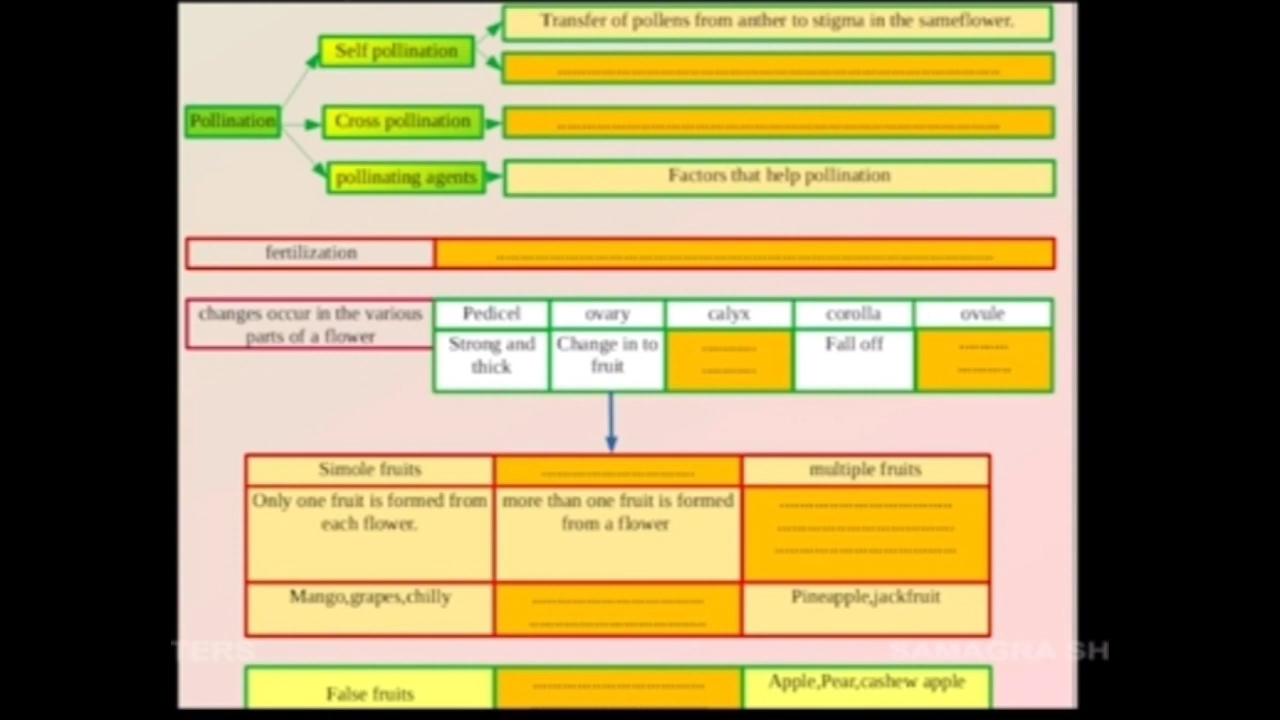 Transfer of pollens from anther to stigma in the sameflower.
Self pollination
Pollination
Cross pollination
pollinating agents
Factors that help pollination
fertilization
changes occur in the various
parts of a flower
Pedicel
ovary
calyx
corolla
ovule
Strong and
thick
Change in to
fruit
Fall off
Simole fruits
multiple fruits
Only one fruit is formed from
each flower.
more than one fruit is formed
from a flower
Mango,grapes,chilly
Pineapple,jackfruit
TERS
SAMAGRA SH
False fruits
Apple,Pear,cashew apple